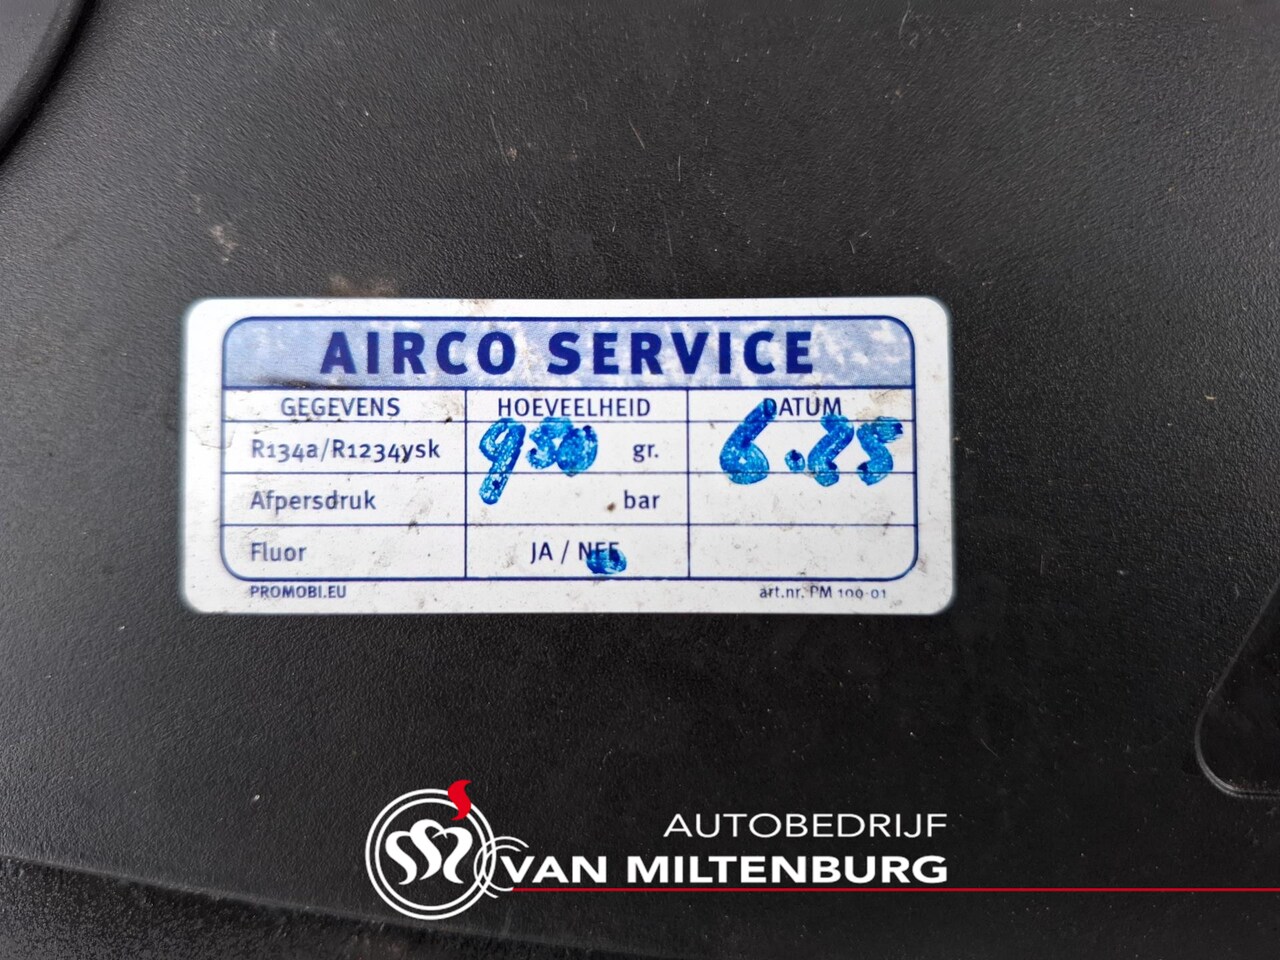 AIRCO SERVICE
GEGEVENS HOEVEELHEID DATUM
R134a/R1234ysk 950 gr. 6.25
Afpersdruk bar
Fluor JA / NEE
PROMOBI.EU art.nr. PM 100-01
AUTOBEDRIJF
VAN MILTENBURG